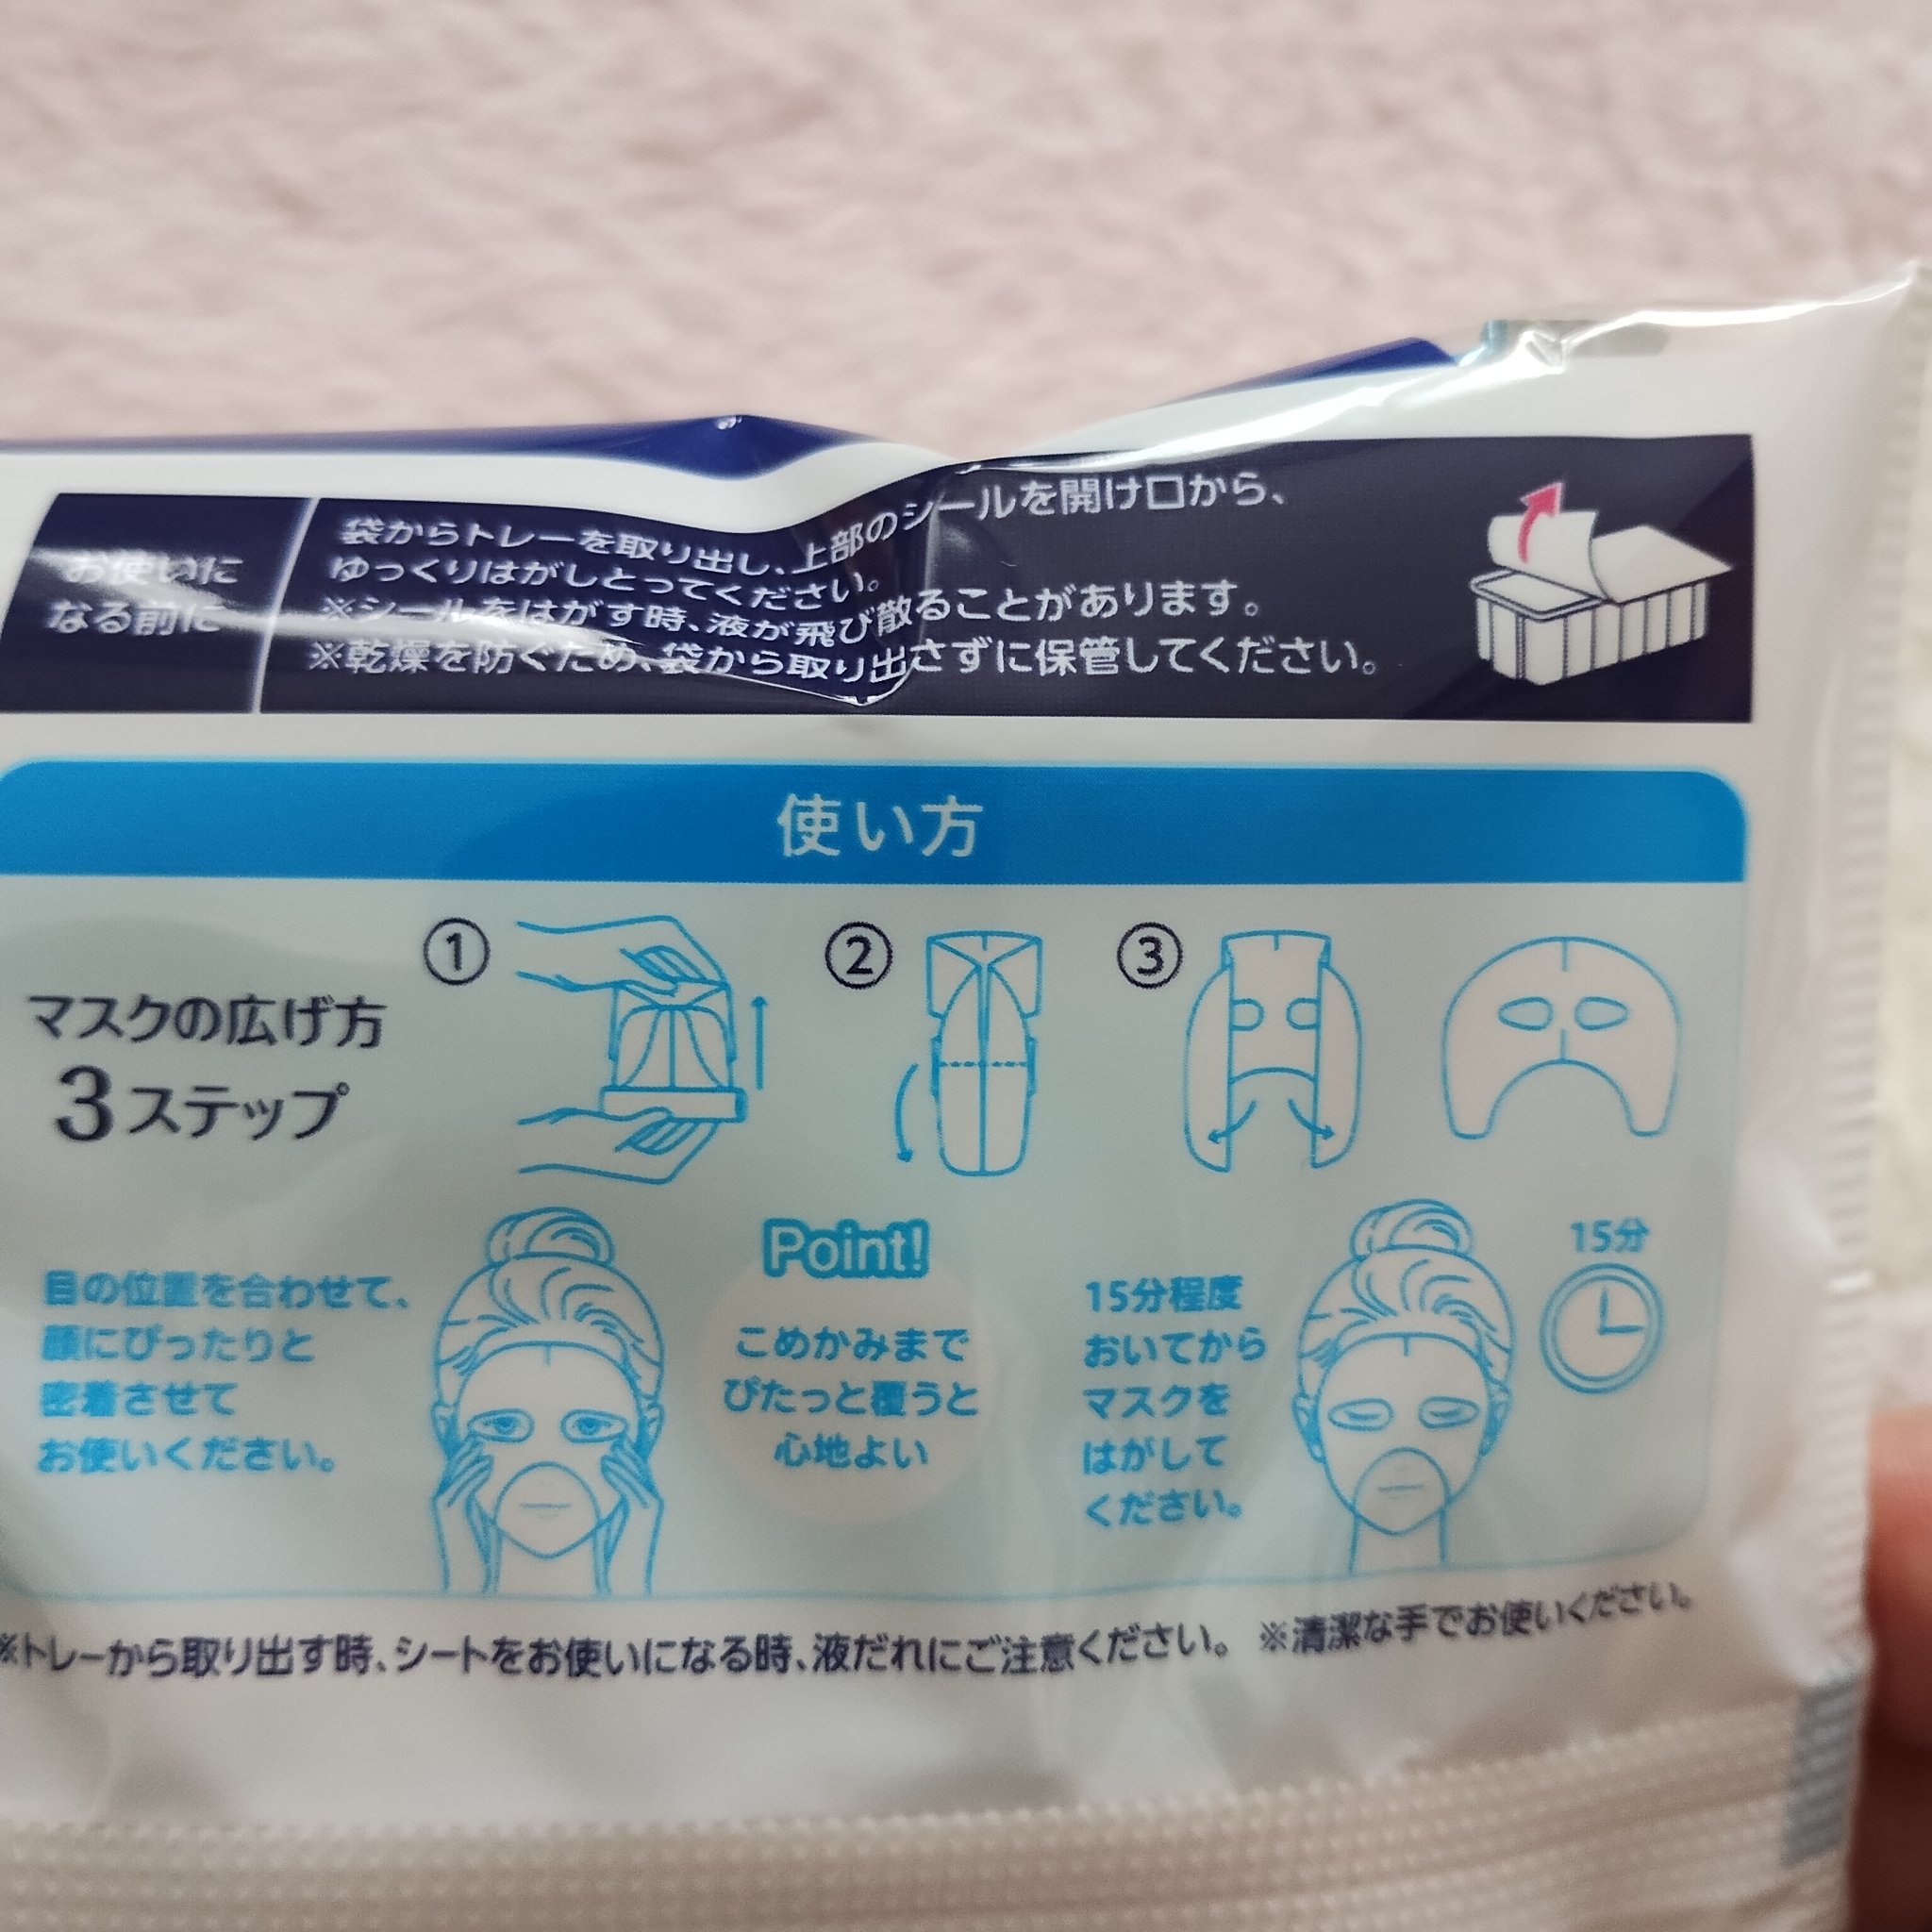 お使いに
なる前に
袋からトレーを取り出し、上部のシールを開け口から、
ゆっくりはがしとってください。
※シールをはがす時、液が飛び散ることがあります。
※乾燥を防ぐため、袋から取り出さずに保管してください。
使い方
マスクの広げ方
3ステップ
①
②
③
目の位置を合わせて、
顔にぴったりと
密着させて
お使いください。
Point!
こめかみまで
ぴたっと覆うと
心地よい
15分程度
おいてから
マスクを
はがして
ください。
15分
※トレーから取り出す時、シートをお使いになる時、液だれにご注意ください。 ※清潔な手でお使いください。